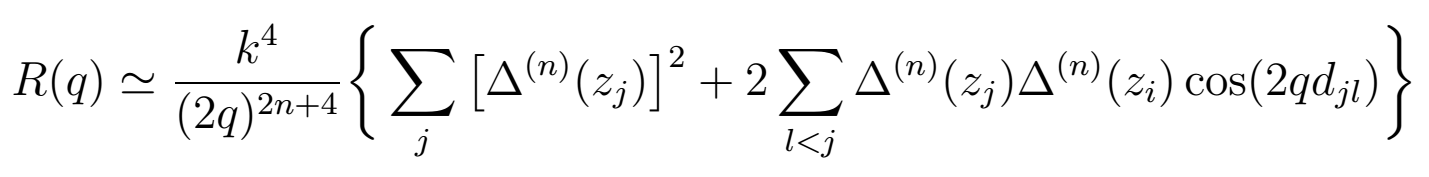 R(q) ≃ \frac{k^4}{(2q)^{2n+4}} \left\{ \sum_j \left[ \Delta^{(n)}(z_j) \right]^2 + 2 \sum_{l<j} \Delta^{(n)}(z_j) \Delta^{(n)}(z_i) \cos(2qd_{jl}) \right\}